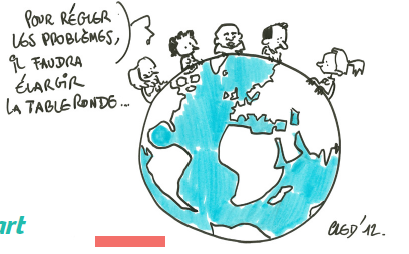 POUR RÉGLER
LES PROBLÈMES,
IL FAUDRA
ÉLARGIR
LA TABLE RONDE...
art
CLED'12.